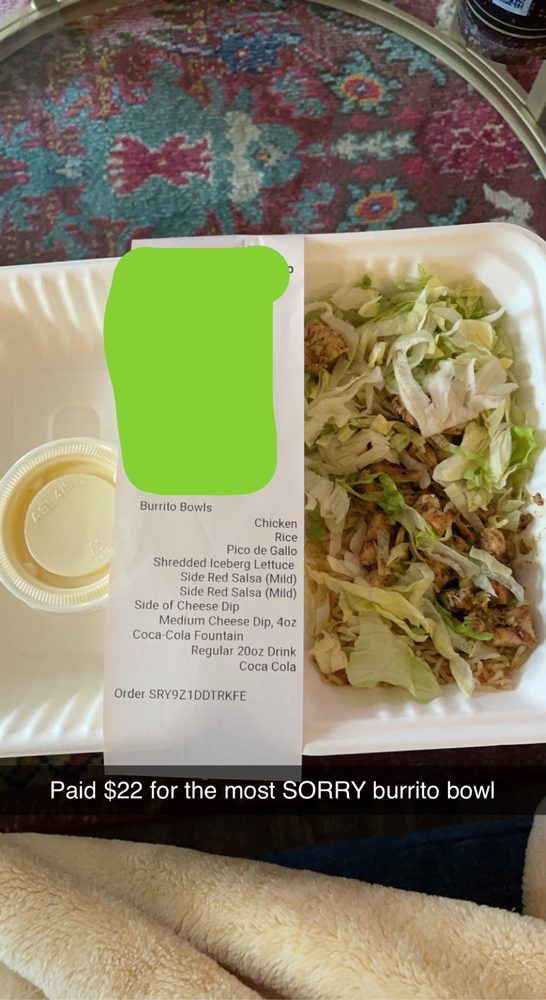 Burrito Bowls
Chicken
Rice
Pico de Gallo
Shredded Iceberg Lettuce
Side Red Salsa (Mild)
Side Red Salsa (Mild)
Side of Cheese Dip
Medium Cheese Dip, 4oz
Coca-Cola Fountain
Regular 20oz Drink
Coca Cola
Order SRY9Z1DDTRKFE
Paid $22 for the most SORRY burrito bowl